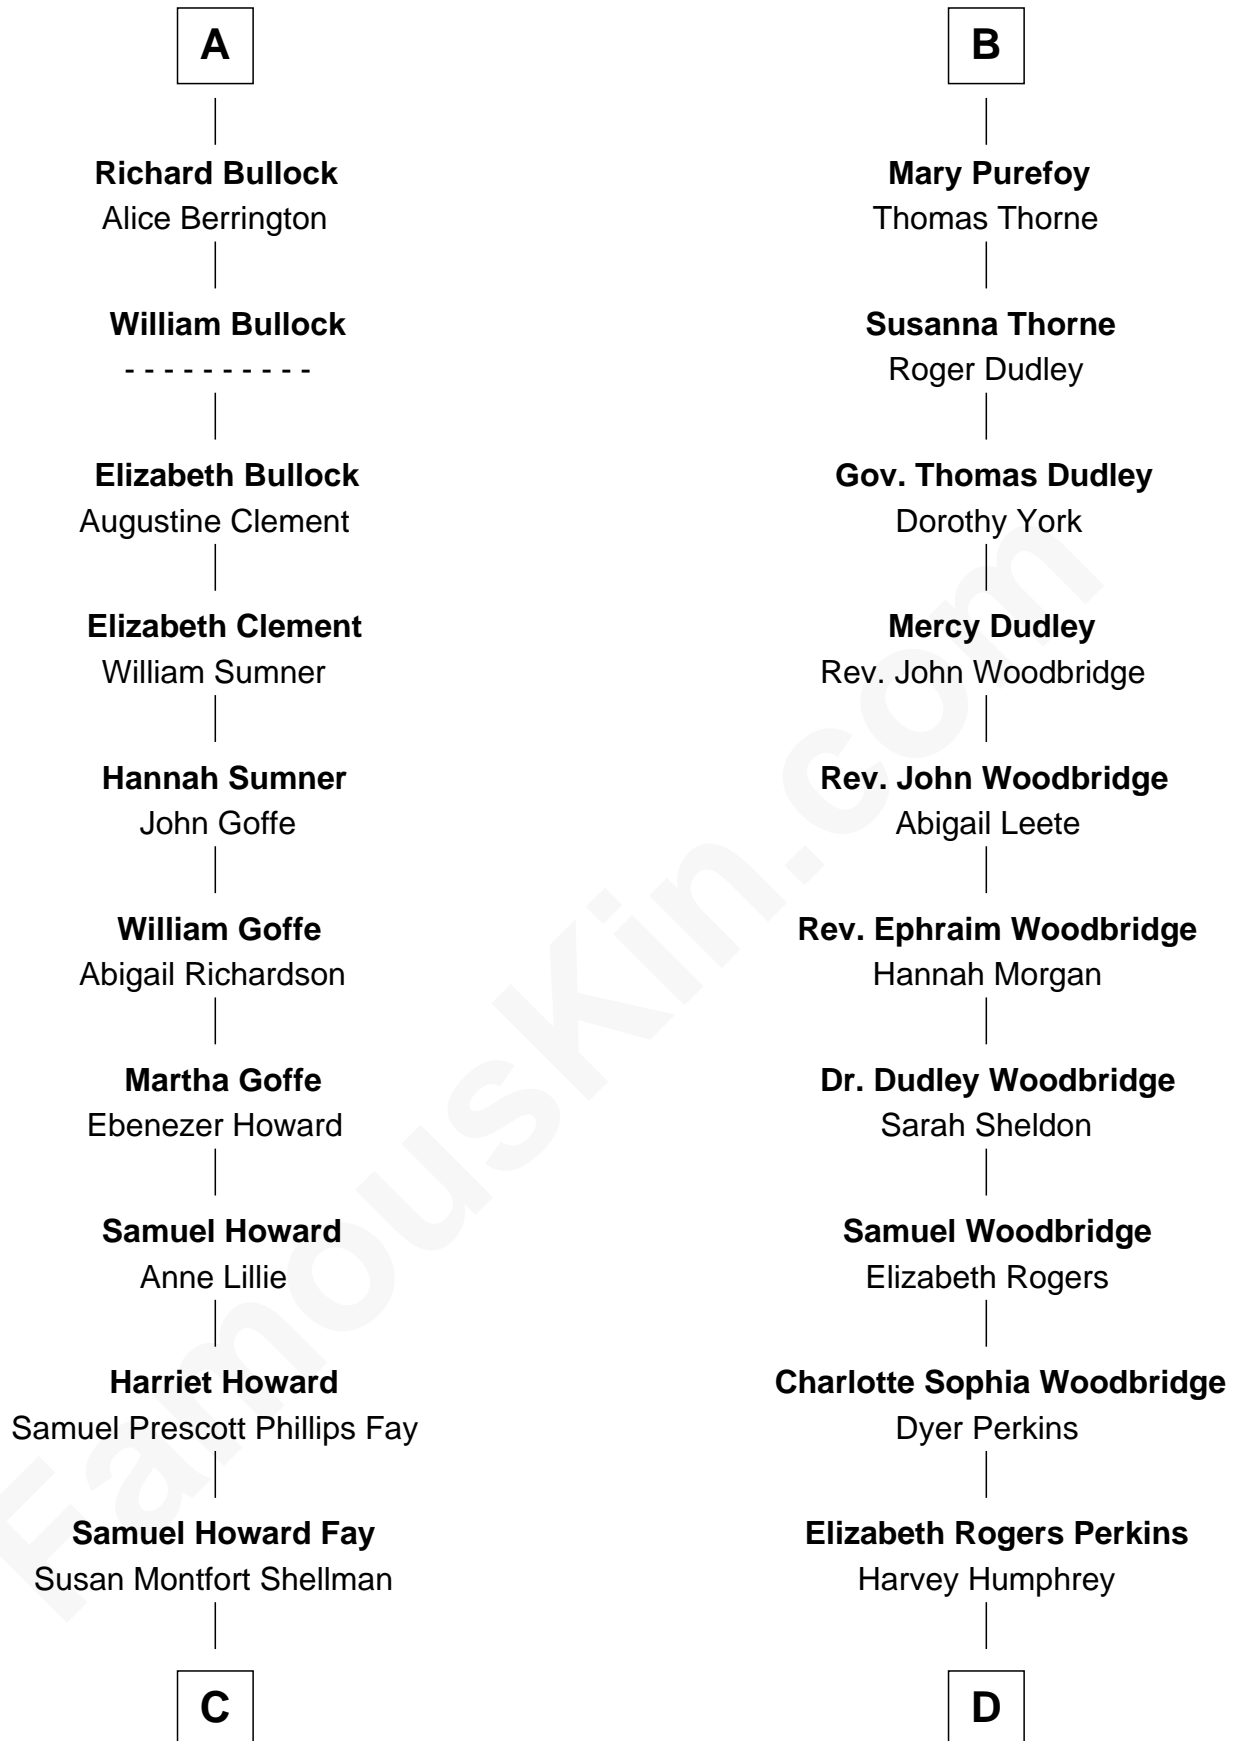 A
Richard Bullock
Alice Berrington
William Bullock
- - - - - - - - - -
Elizabeth Bullock
Augustine Clement
Elizabeth Clement
William Sumner
Hannah Sumner
John Goffe
William Goffe
Abigail Richardson
Martha Goffe
Ebenezer Howard
Samuel Howard
Anne Lillie
Harriet Howard
Samuel Prescott Phillips Fay
Samuel Howard Fay
Susan Montfort Shellman
C
B
Mary Purefoy
Thomas Thorne
Susanna Thorne
Roger Dudley
Gov. Thomas Dudley
Dorothy York
Mercy Dudley
Rev. John Woodbridge
Rev. John Woodbridge
Abigail Leete
Rev. Ephraim Woodbridge
Hannah Morgan
Dr. Dudley Woodbridge
Sarah Sheldon
Samuel Woodbridge
Elizabeth Rogers
Charlotte Sophia Woodbridge
Dyer Perkins
Elizabeth Rogers Perkins
Harvey Humphrey
D
FamousKin.com